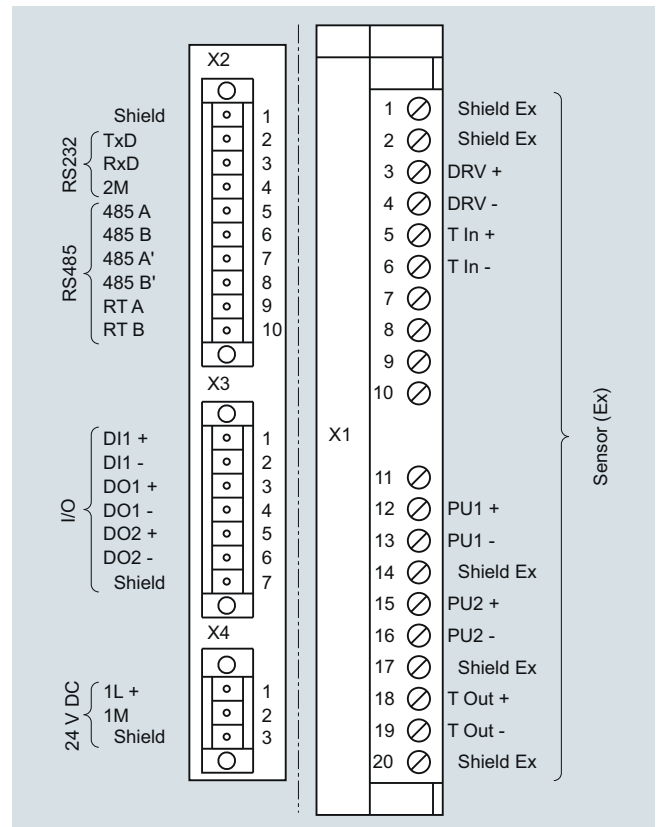 X2
Shield 1
RS232
TxD 2
RxD 3
2M 4
RS485
485 A 5
485 B 6
485 A' 7
485 B' 8
RT A 9
RT B 10
X3
I/O
DI1 + 1
DI1 - 2
DO1 + 3
DO1 - 4
DO2 + 5
DO2 - 6
Shield 7
X4
24 V DC
1L + 1
1M 2
Shield 3
X1
1 Shield Ex
2 Shield Ex
3 DRV +
4 DRV -
5 T In +
6 T In -
7
8
9
10
11
12 PU1 +
13 PU1 -
14 Shield Ex
15 PU2 +
16 PU2 -
17 Shield Ex
18 T Out +
19 T Out -
20 Shield Ex
Sensor (Ex)